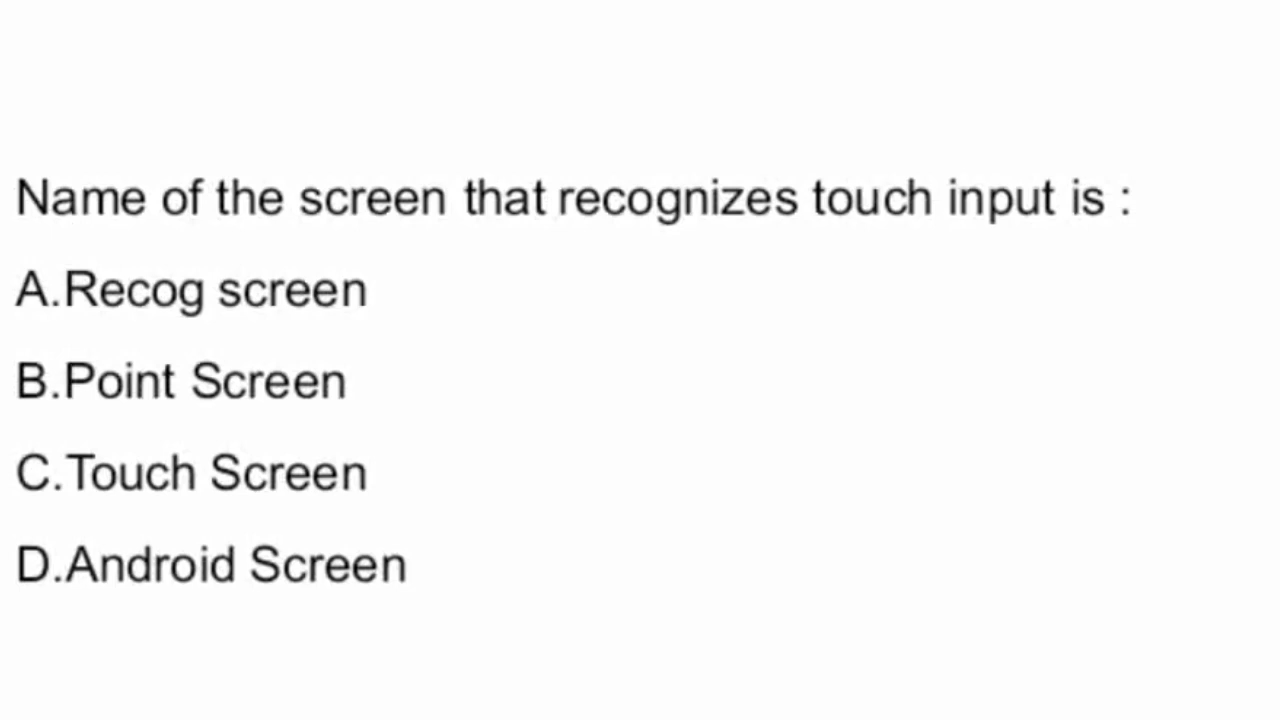 Name of the screen that recognizes touch input is :
A.Recog screen
B.Point Screen
C.Touch Screen
D.Android Screen